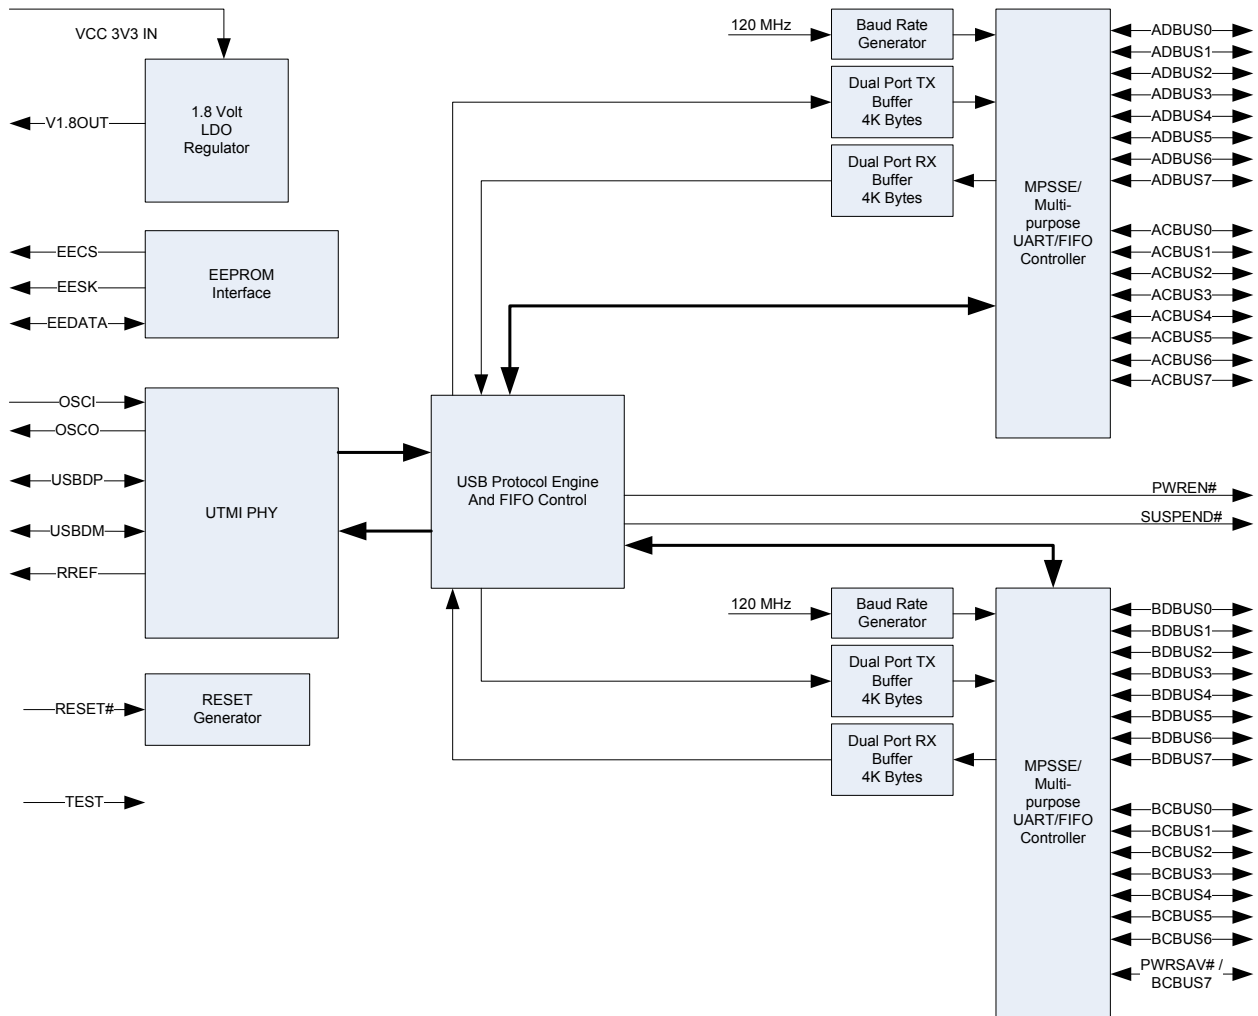 VCC 3V3 IN
1.8 Volt
LDO
Regulator
V1.8OUT
EECS
EESK
EEDATA
EEPROM
Interface
OSCI
OSCO
USBDP
USBDM
RREF
UTMI PHY
RESET#
RESET
Generator
TEST
USB Protocol Engine
And FIFO Control
120 MHz
Baud Rate
Generator
Dual Port TX
Buffer
4K Bytes
Dual Port RX
Buffer
4K Bytes
MPSSE/
Multi-
purpose
UART/FIFO
Controller
ADBUS0
ADBUS1
ADBUS2
ADBUS3
ADBUS4
ADBUS5
ADBUS6
ADBUS7
ACBUS0
ACBUS1
ACBUS2
ACBUS3
ACBUS4
ACBUS5
ACBUS6
ACBUS7
PWREN#
SUSPEND#
120 MHz
Baud Rate
Generator
Dual Port TX
Buffer
4K Bytes
Dual Port RX
Buffer
4K Bytes
MPSSE/
Multi-
purpose
UART/FIFO
Controller
BDBUS0
BDBUS1
BDBUS2
BDBUS3
BDBUS4
BDBUS5
BDBUS6
BDBUS7
BCBUS0
BCBUS1
BCBUS2
BCBUS3
BCBUS4
BCBUS5
BCBUS6
PWRSAV# /
BCBUS7